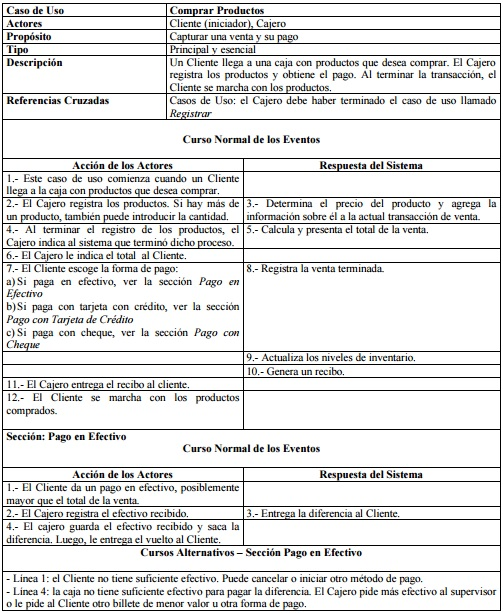 Caso de Uso Comprar Productos
Actores Cliente (iniciador), Cajero
Propósito Capturar una venta y su pago
Tipo Principal y esencial
Descripción Un Cliente llega a una caja con productos que desea comprar. El Cajero
registra los productos y obtiene el pago. Al terminar la transacción, el
Cliente se marcha con los productos.
Referencias Cruzadas Casos de Uso: el Cajero debe haber terminado el caso de uso llamado
Registrar
Curso Normal de los Eventos
Acción de los Actores Respuesta del Sistema
1.- Este caso de uso comienza cuando un Cliente
llega a la caja con productos que desea comprar.
2.- El Cajero registra los productos. Si hay más de
un producto, también puede introducir la cantidad.
3.- Determina el precio del producto y agrega la
información sobre él a la actual transacción de venta.
4.- Al terminar el registro de los productos, el
Cajero indica al sistema que terminó dicho proceso.
5.- Calcula y presenta el total de la venta.
6.- El Cajero le indica el total al Cliente.
7.- El Cliente escoge la forma de pago:
a) Si paga en efectivo, ver la sección Pago en
Efectivo
b) Si paga con tarjeta con crédito, ver la sección
Pago con Tarjeta de Crédito
c) Si paga con cheque, ver la sección Pago con
Cheque
8.- Registra la venta terminada.
9.- Actualiza los niveles de inventario.
10.- Genera un recibo.
11.- El Cajero entrega el recibo al cliente.
12.- El Cliente se marcha con los productos
comprados.
Sección: Pago en Efectivo
Curso Normal de los Eventos
Acción de los Actores Respuesta del Sistema
1.- El Cliente da un pago en efectivo, posiblemente
mayor que el total de la venta.
2.- El Cajero registra el efectivo recibido. 3.- Entrega la diferencia al Cliente.
4.- El cajero guarda el efectivo recibido y saca la
diferencia. Luego, le entrega el vuelto al Cliente.
Cursos Alternativos – Sección Pago en Efectivo
- Línea 1: el Cliente no tiene suficiente efectivo. Puede cancelar o iniciar otro método de pago.
- Línea 4: la caja no tiene suficiente efectivo para pagar la diferencia. El Cajero pide más efectivo al supervisor
o le pide al Cliente otro billete de menor valor u otra forma de pago.